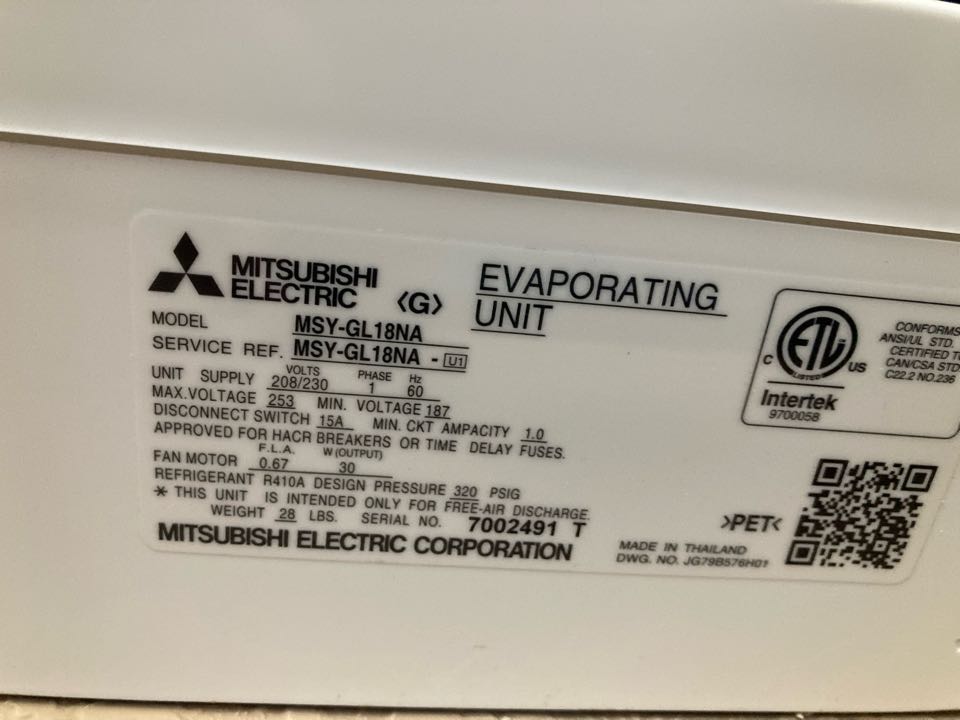 MITSUBISHI
ELECTRIC <G>
EVAPORATING
UNIT
MODEL MSY-GL18NA
SERVICE REF. MSY-GL18NA - U1
VOLTS PHASE Hz
UNIT SUPPLY 208/230 1 60
MAX.VOLTAGE 253 MIN. VOLTAGE 187
DISCONNECT SWITCH 15A MIN. CKT AMPACITY 1.0
APPROVED FOR HACR BREAKERS OR TIME DELAY FUSES.
F.L.A. W (OUTPUT)
FAN MOTOR 0.67 30
REFRIGERANT R410A DESIGN PRESSURE 320 PSIG
* THIS UNIT IS INTENDED ONLY FOR FREE-AIR DISCHARGE
WEIGHT 28 LBS. SERIAL NO. 7002491 T
MITSUBISHI ELECTRIC CORPORATION
C ETL US
LISTED
Intertek
9700058
CONFORMS
ANSI/UL STD.
CERTIFIED T
CAN/CSA STD
C22.2 NO.236
>PET<
MADE IN THAILAND
DWG. NO. JG79B576H01